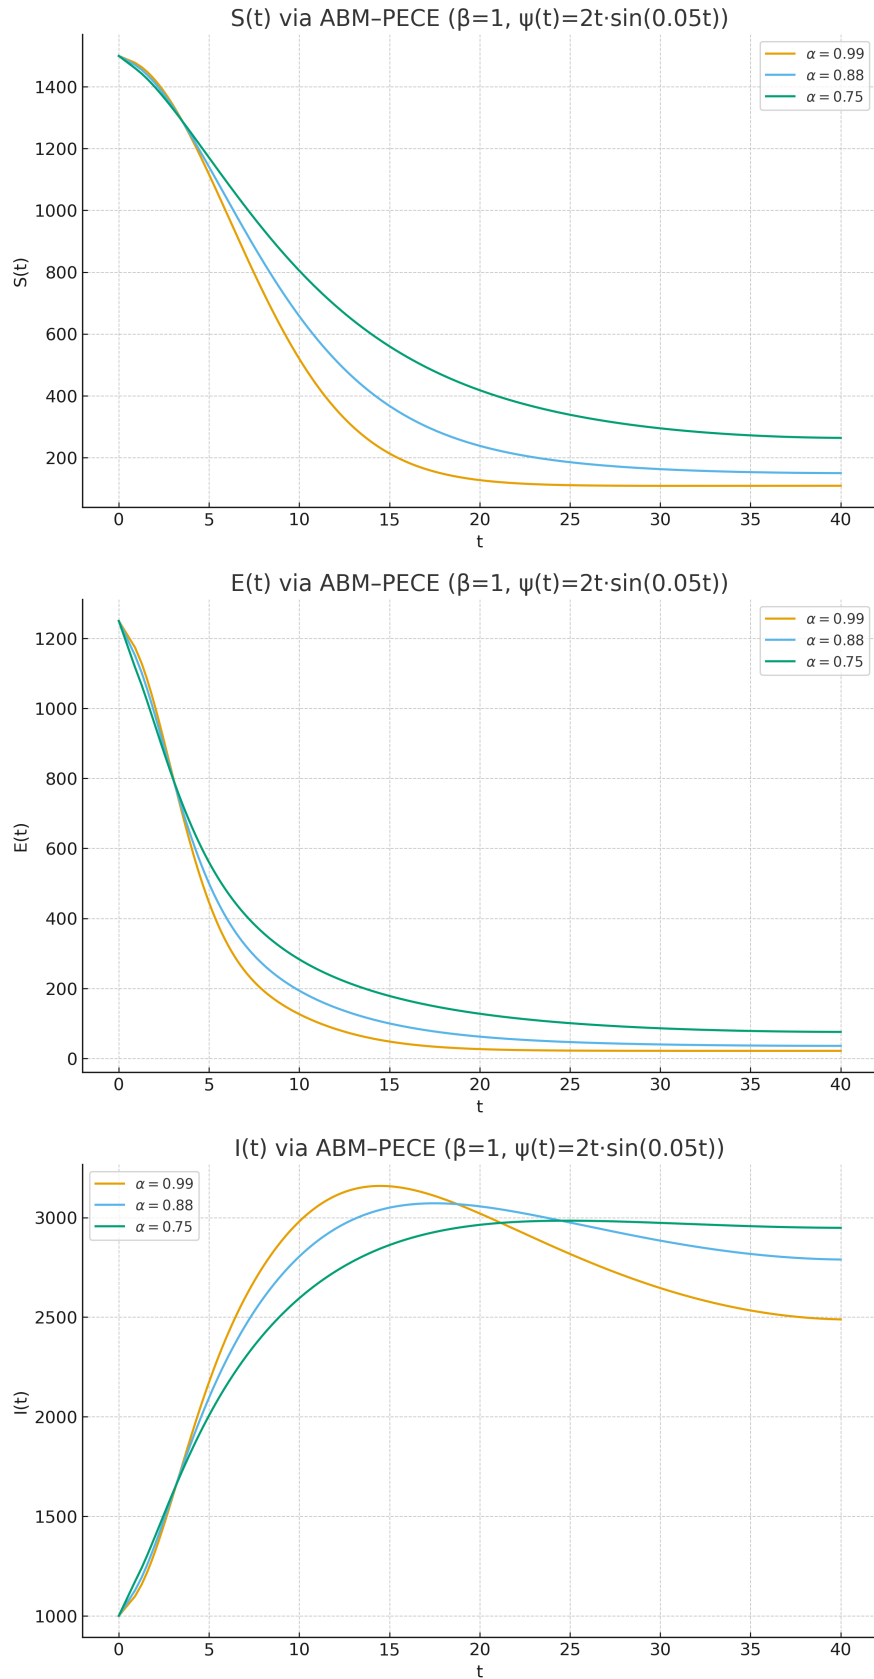 S(t) via ABM–PECE (β=1, ψ(t)=2t·sin(0.05t))
α = 0.99
α = 0.88
α = 0.75
1400
1200
1000
800
600
400
200
S(t)
0 5 10 15 20 25 30 35 40
t
E(t) via ABM–PECE (β=1, ψ(t)=2t·sin(0.05t))
α = 0.99
α = 0.88
α = 0.75
1200
1000
800
600
400
200
0
E(t)
0 5 10 15 20 25 30 35 40
t
I(t) via ABM–PECE (β=1, ψ(t)=2t·sin(0.05t))
α = 0.99
α = 0.88
α = 0.75
3000
2500
2000
1500
1000
I(t)
0 5 10 15 20 25 30 35 40
t